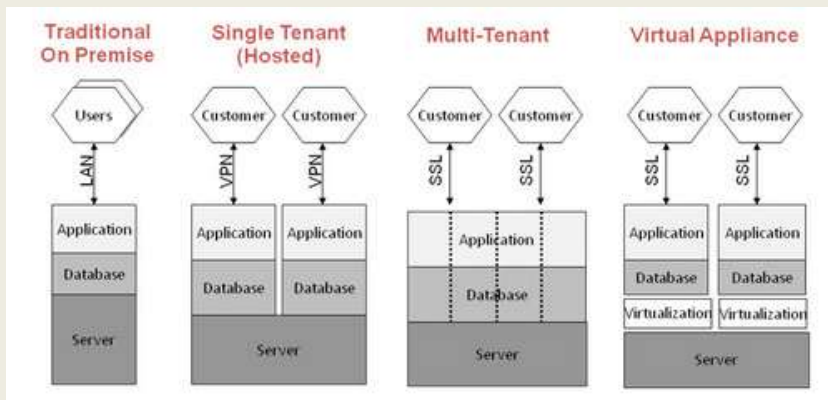 Traditional
On Premise
Users
LAN
Application
Database
Server
Single Tenant
(Hosted)
Customer Customer
VPN VPN
Application Application
Database Database
Server
Multi-Tenant
Customer Customer
SSL SSL
Application
Database
Server
Virtual Appliance
Customer Customer
SSL SSL
Application Application
Database Database
Virtualization Virtualization
Server